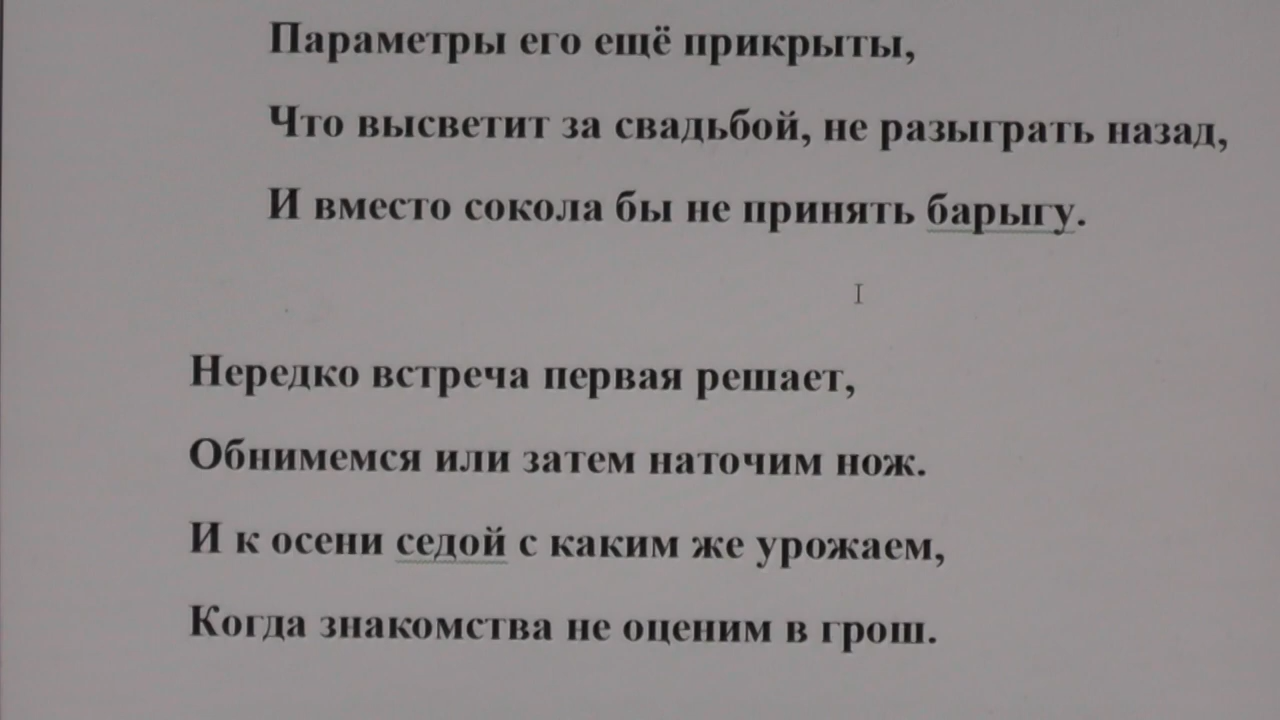 Параметры его ещё прикрыты,
Что высветит за свадьбой, не разыграть назад,
И вместо сокола бы не принять барыгу.
Нередко встреча первая решает,
Обнимемся или затем наточим нож.
И к осени седой с каким же урожаем,
Когда знакомства не оценим в грош.